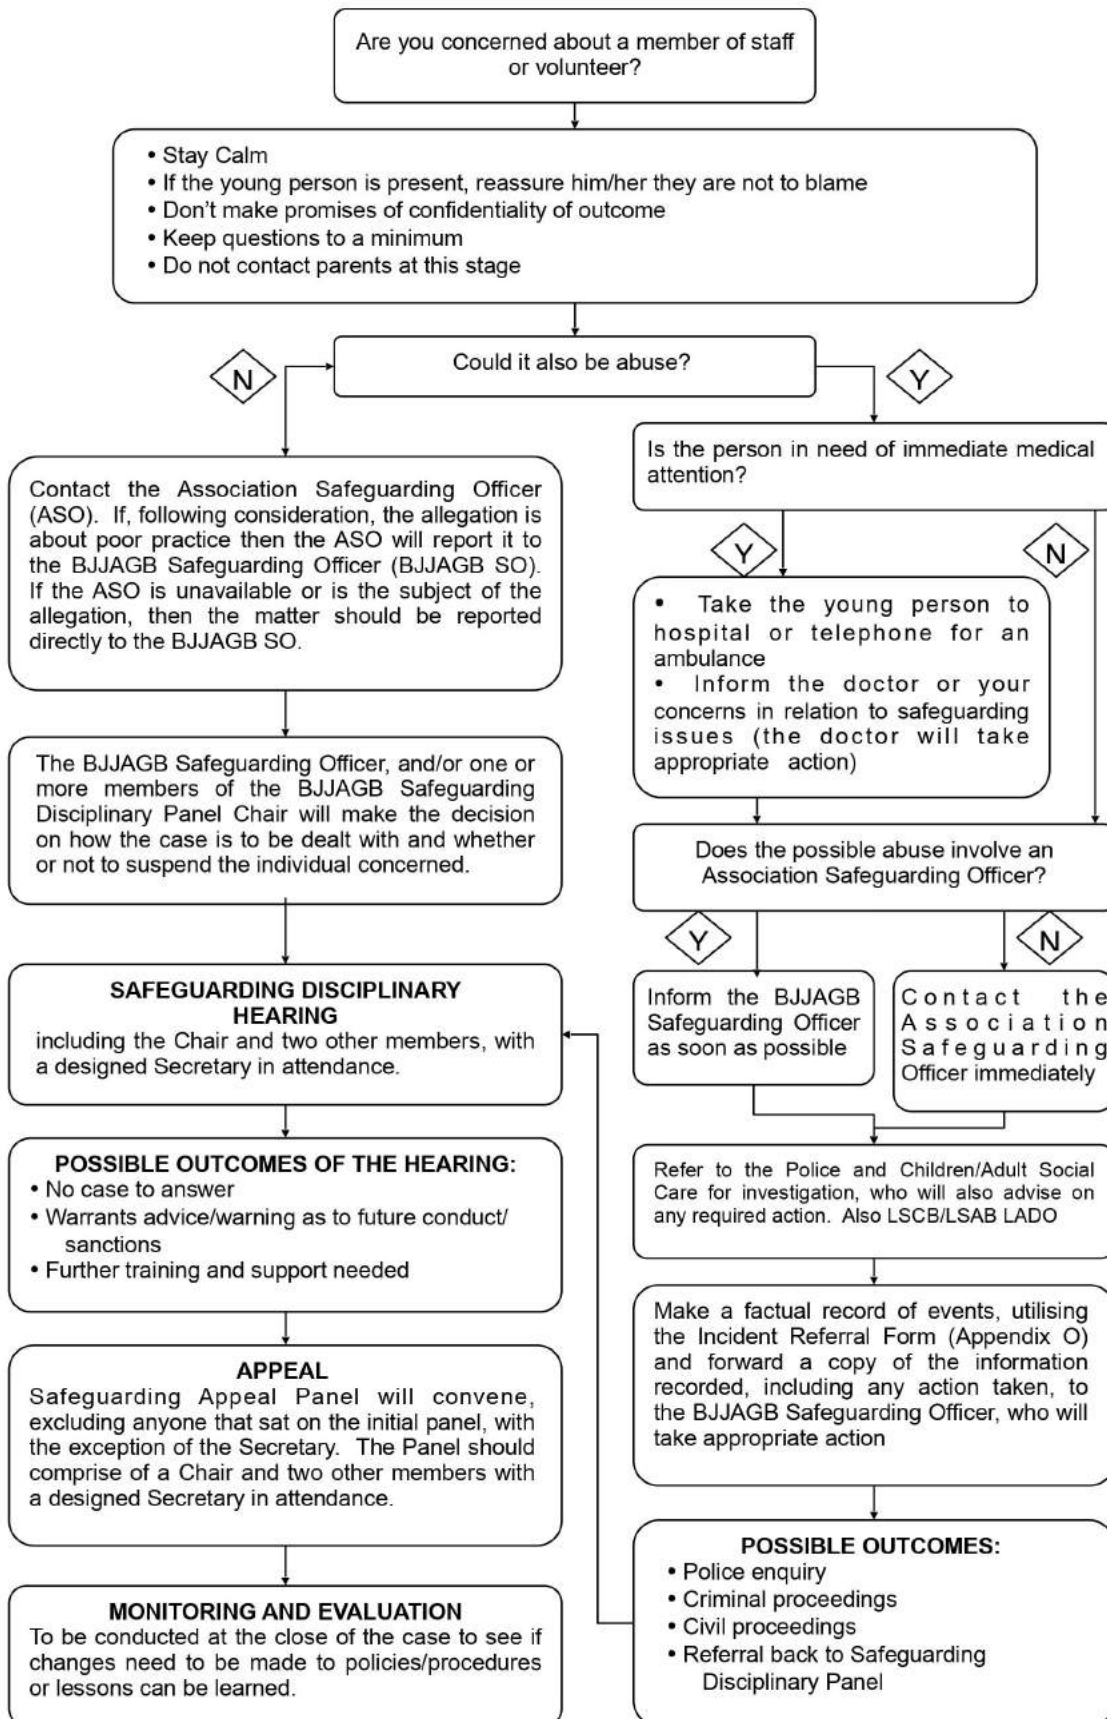 Are you concerned about a member of staff
or volunteer?
• Stay Calm
• If the young person is present, reassure him/her they are not to blame
• Don't make promises of confidentiality of outcome
• Keep questions to a minimum
• Do not contact parents at this stage
Could it also be abuse?
N
Y
Contact the Association Safeguarding Officer
(ASO). If, following consideration, the allegation is
about poor practice then the ASO will report it to
the BJJAGB Safeguarding Officer (BJJAGB SO).
If the ASO is unavailable or is the subject of the
allegation, then the matter should be reported
directly to the BJJAGB SO.
The BJJAGB Safeguarding Officer, and/or one or
more members of the BJJAGB Safeguarding
Disciplinary Panel Chair will make the decision
on how the case is to be dealt with and whether
or not to suspend the individual concerned.
SAFEGUARDING DISCIPLINARY
HEARING
including the Chair and two other members, with
a designed Secretary in attendance.
POSSIBLE OUTCOMES OF THE HEARING:
• No case to answer
• Warrants advice/warning as to future conduct/
sanctions
• Further training and support needed
APPEAL
Safeguarding Appeal Panel will convene,
excluding anyone that sat on the initial panel, with
the exception of the Secretary. The Panel should
comprise of a Chair and two other members with
a designed Secretary in attendance.
MONITORING AND EVALUATION
To be conducted at the close of the case to see if
changes need to be made to policies/procedures
or lessons can be learned.
Is the person in need of immediate medical
attention?
Y
N
• Take the young person to
hospital or telephone for an
ambulance
• Inform the doctor or your
concerns in relation to safeguarding
issues (the doctor will take
appropriate action)
Does the possible abuse involve an
Association Safeguarding Officer?
Y
N
Inform the BJJAGB
Safeguarding Officer
as soon as possible
Contact the
Association
Safeguarding
Officer immediately
Refer to the Police and Children/Adult Social
Care for investigation, who will also advise on
any required action. Also LSCB/LSAB LADO
Make a factual record of events, utilising
the Incident Referral Form (Appendix O)
and forward a copy of the information
recorded, including any action taken, to
the BJJAGB Safeguarding Officer, who will
take appropriate action
POSSIBLE OUTCOMES:
• Police enquiry
• Criminal proceedings
• Civil proceedings
• Referral back to Safeguarding
Disciplinary Panel